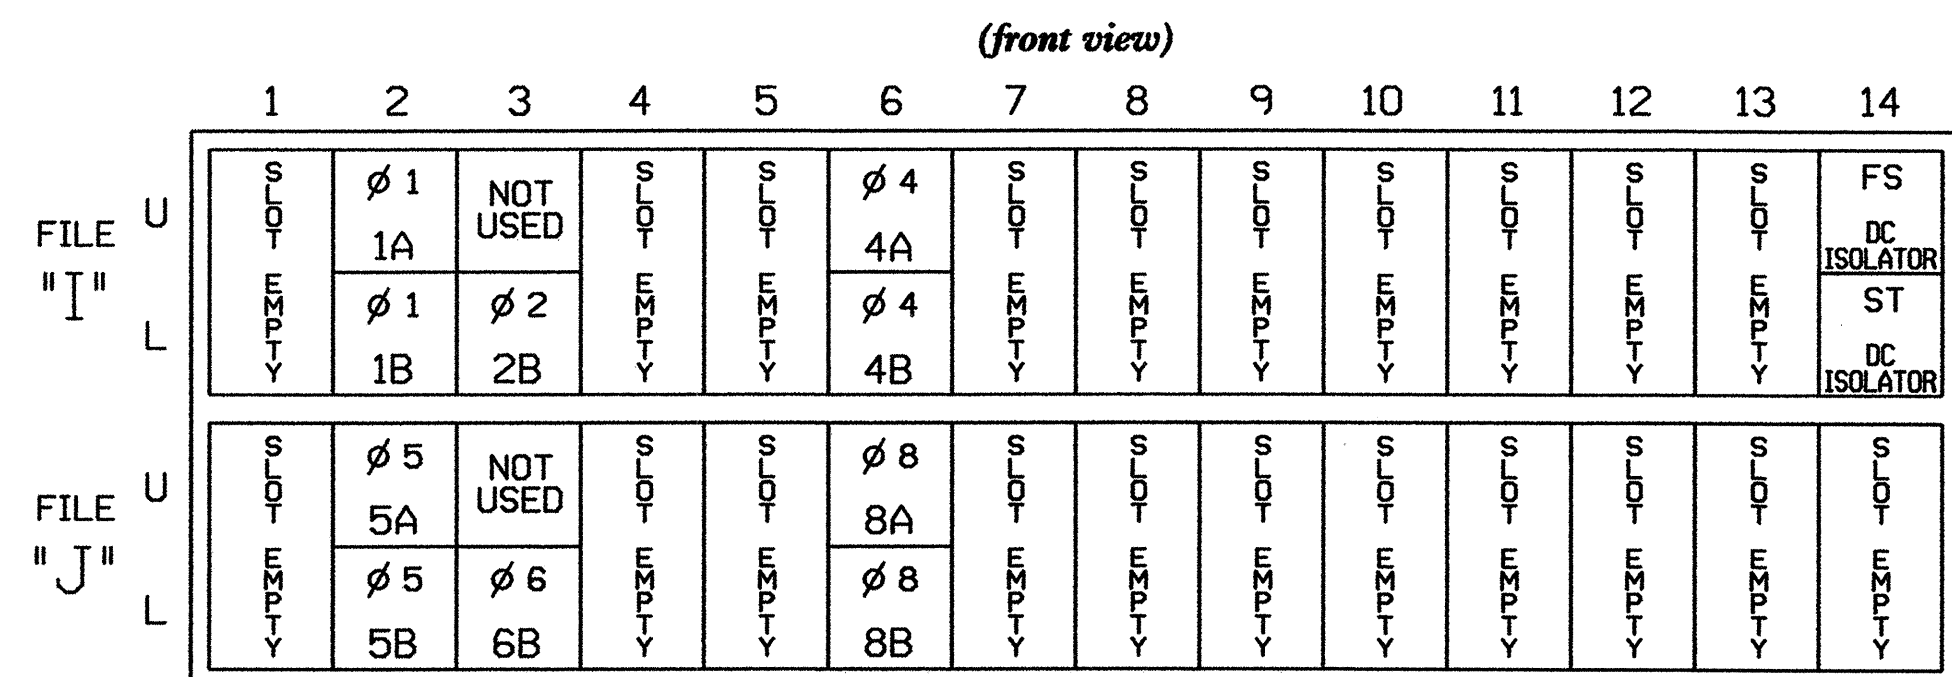 (front view)
1 2 3 4 5 6 7 8 9 10 11 12 13 14
FILE "I"
U
L
SLOT EMPTY
Ø 1
1A
Ø 1
1B
NOT USED
Ø 2
2B
SLOT EMPTY
SLOT EMPTY
Ø 4
4A
Ø 4
4B
SLOT EMPTY
SLOT EMPTY
SLOT EMPTY
SLOT EMPTY
SLOT EMPTY
SLOT EMPTY
SLOT EMPTY
FS
DC
ISOLATOR
ST
DC
ISOLATOR
FILE "J"
U
L
SLOT EMPTY
Ø 5
5A
Ø 5
5B
NOT USED
Ø 6
6B
SLOT EMPTY
SLOT EMPTY
Ø 8
8A
Ø 8
8B
SLOT EMPTY
SLOT EMPTY
SLOT EMPTY
SLOT EMPTY
SLOT EMPTY
SLOT EMPTY
SLOT EMPTY
SLOT EMPTY